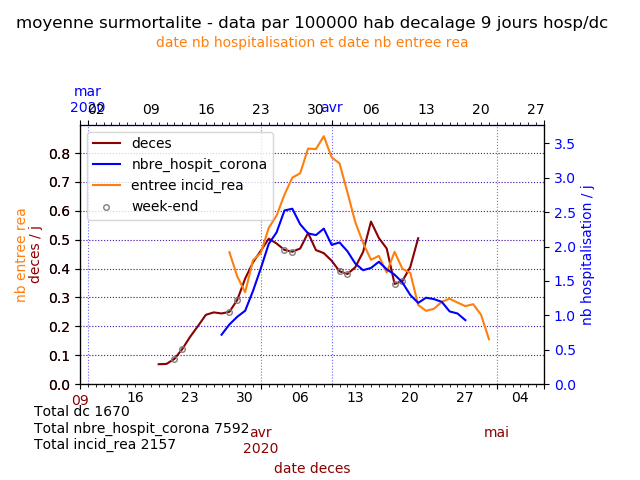 moyenne surmortalite - data par 100000 hab decalage 9 jours hosp/dc
date nb hospitalisation et date nb entree rea
mar avr
2020
02 09 16 23 30 06 13 20 27
deces
nbre_hospit_corona
entree incid_rea
week-end
nb entree rea
deces / j
0.8
0.7
0.6
0.5
0.4
0.3
0.2
0.1
0.0
3.5
3.0
2.5
2.0
1.5
1.0
0.5
0.0
nb hospitalisation / j
09 16 23 30 06 13 20 27 04
Total dc 1670
Total nbre_hospit_corona 7592
Total incid_rea 2157
avr mai
2020
date deces